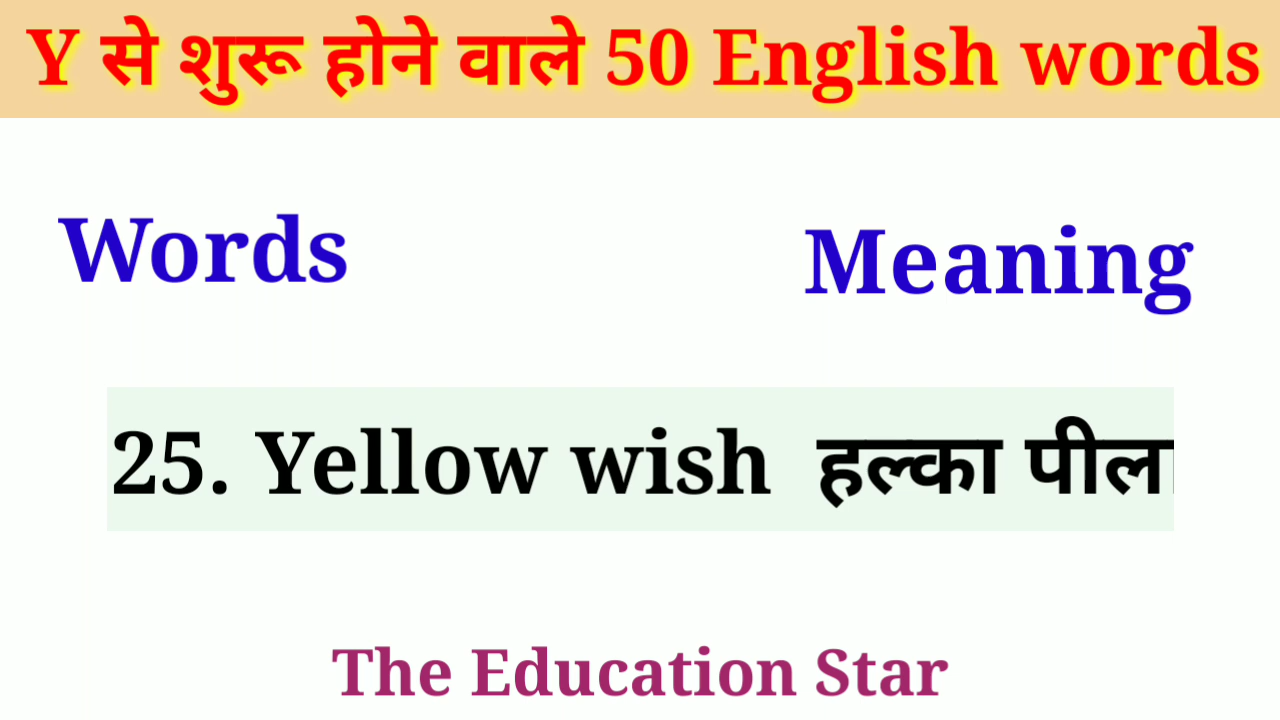 Y से शुरू होने वाले 50 English words
Words
Meaning
25. Yellow wish हल्का पीला
The Education Star